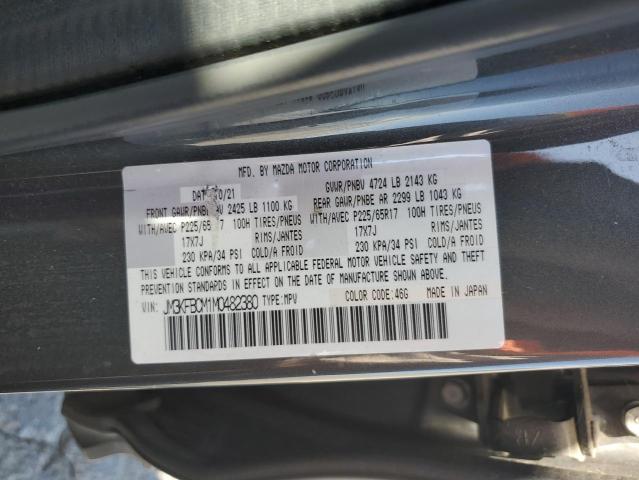 MFD. BY MAZDA MOTOR CORPORATION
GVWR/PNBV 4724 LB 2143 KG
FRONT GAWR/PNBE AV 2425 LB 1100 KG
REAR GAWR/PNBE AR 2299 LB 1043 KG
WITH/AVEC P225/65R17 100H TIRES/PNEUS
WITH/AVEC P225/65R17 100H TIRES/PNEUS
17X7J RIMS/JANTES
17X7J RIMS/JANTES
230 KPA/34 PSI COLD/A FROID
230 KPA/34 PSI COLD/A FROID
THIS VEHICLE CONFORMS TO ALL APPLICABLE FEDERAL MOTOR VEHICLE SAFETY AND THEFT
PREVENTION STANDARDS IN EFFECT ON THE DATE OF MANUFACTURE SHOWN ABOVE.
VIN: JM3KFBCM1M0482380 TYPE:MPV COLOR CODE:46G MADE IN JAPAN